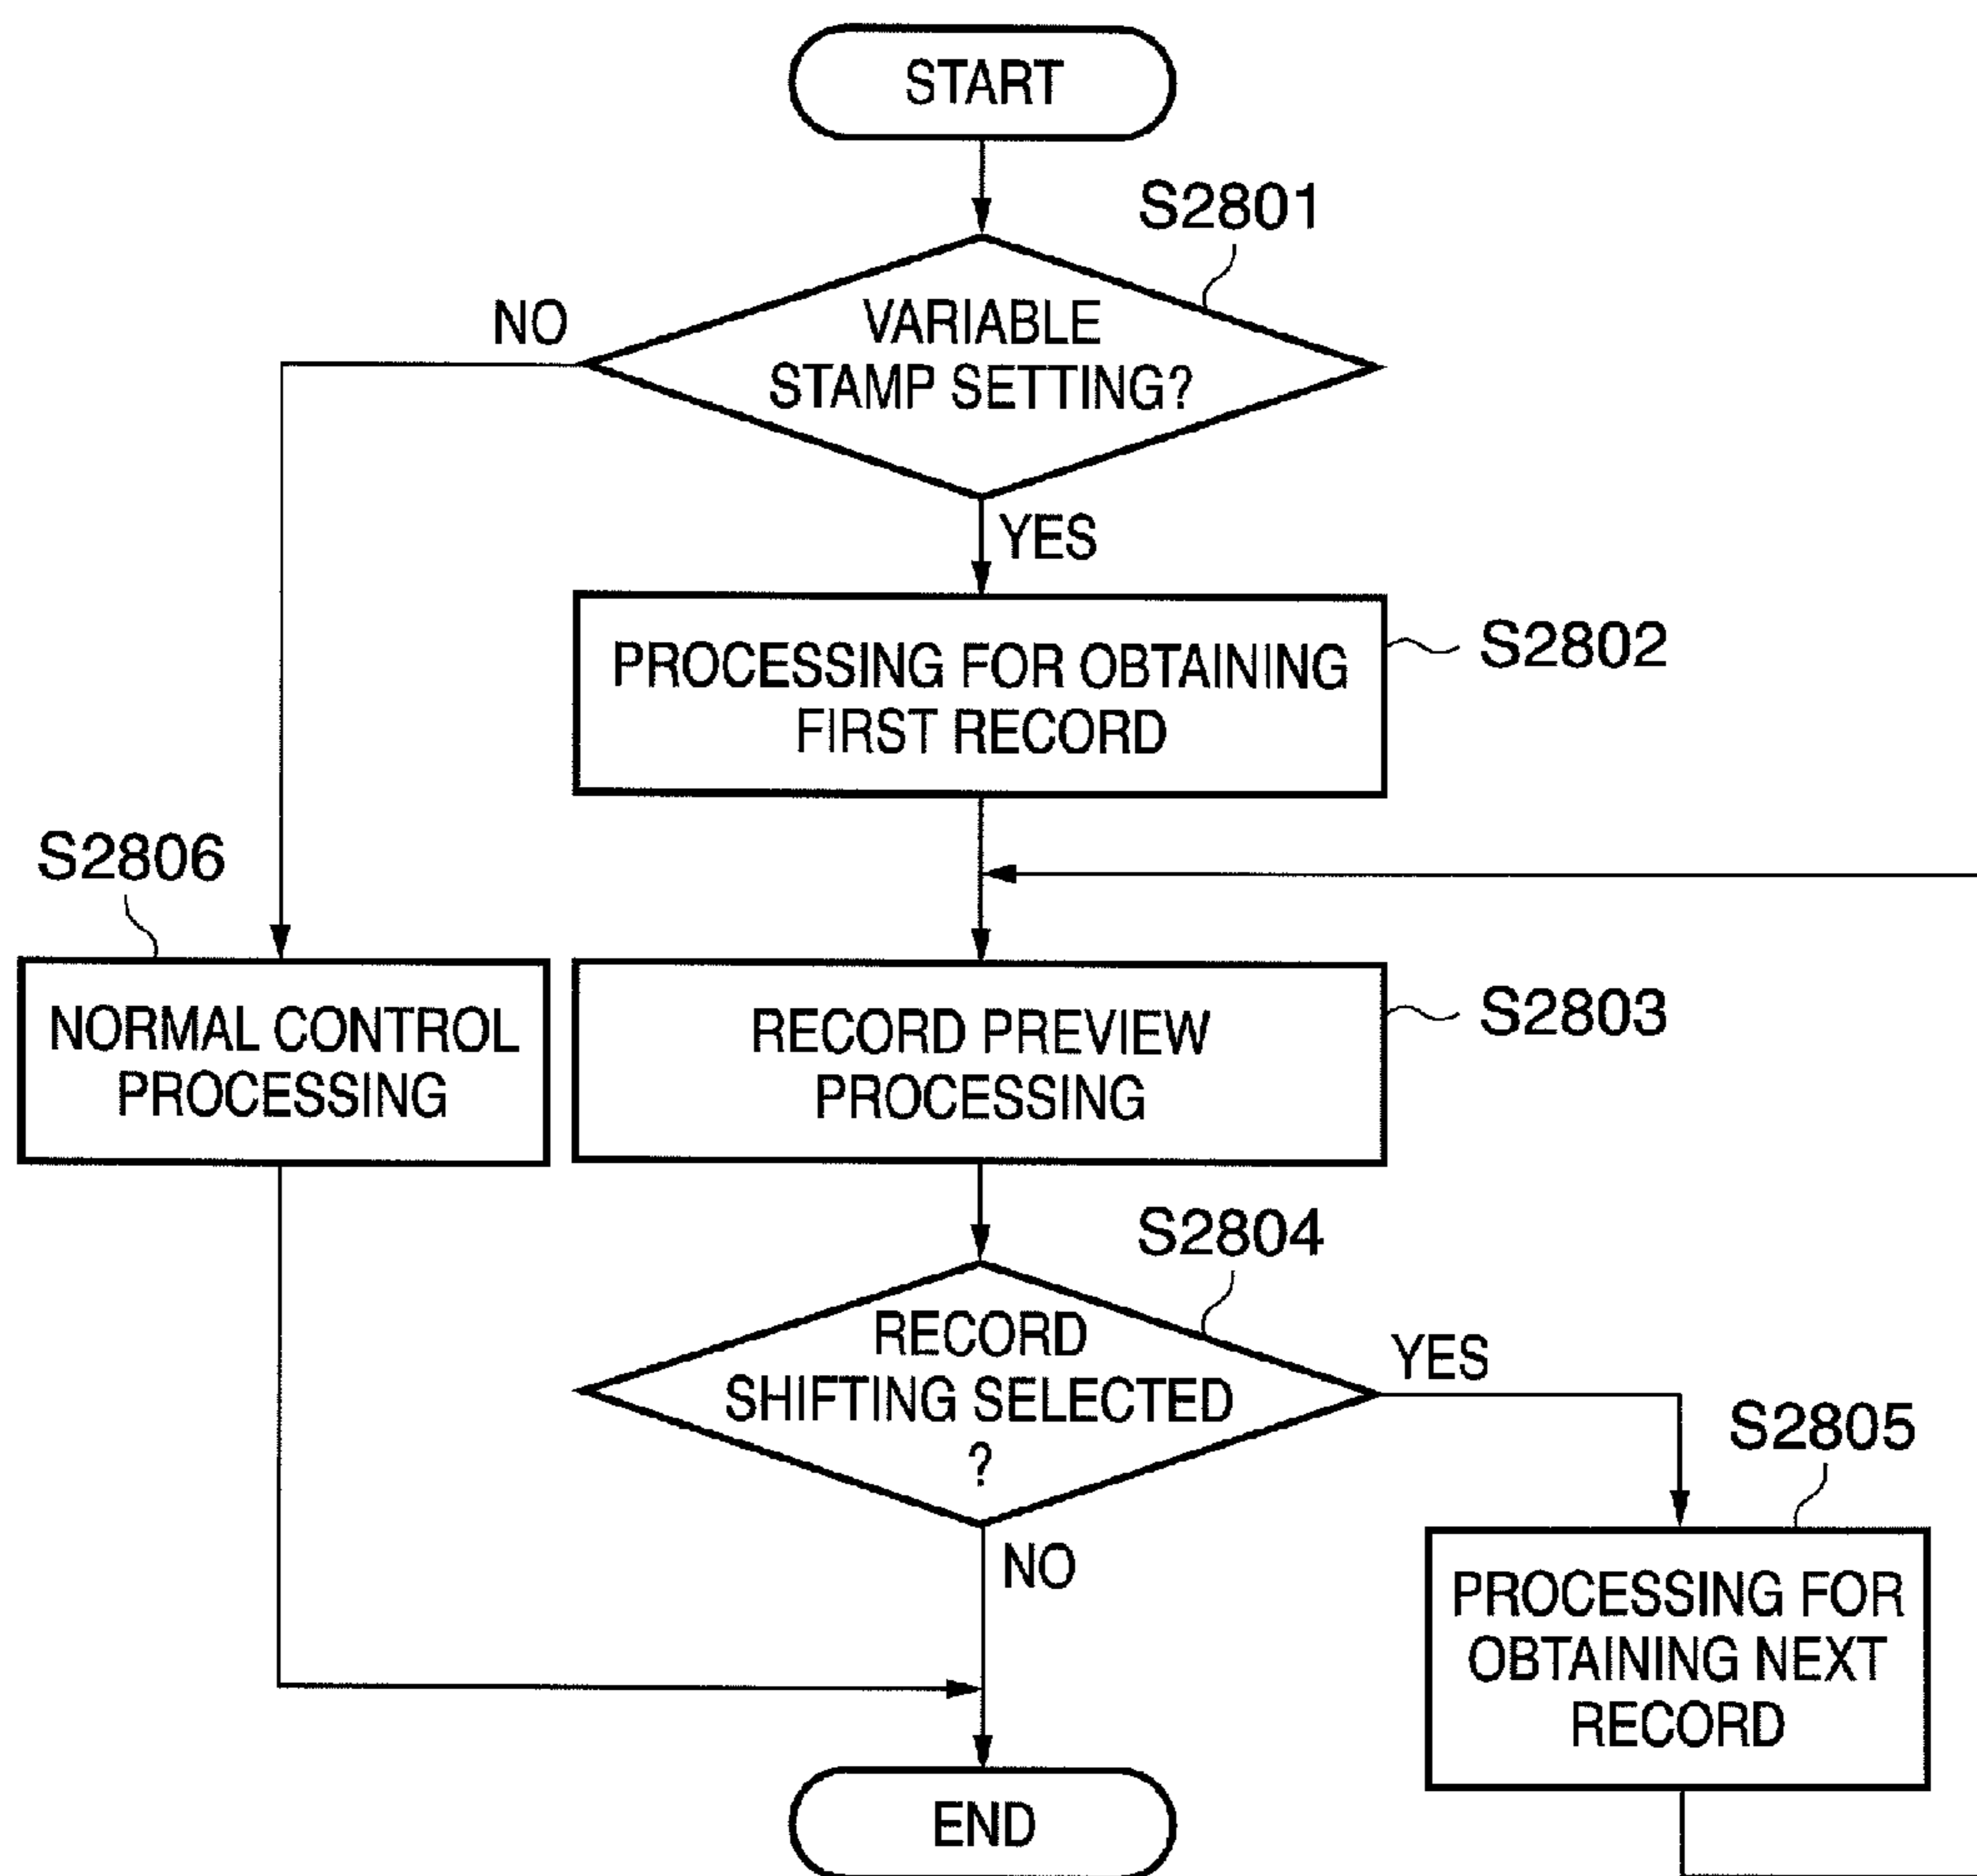 START
S2801
NO
VARIABLE
STAMP SETTING?
YES
PROCESSING FOR OBTAINING
FIRST RECORD
S2802
S2806
NORMAL CONTROL
PROCESSING
RECORD PREVIEW
PROCESSING
S2803
S2804
RECORD
SHIFTING SELECTED
?
YES
S2805
NO
PROCESSING FOR
OBTAINING NEXT
RECORD
END